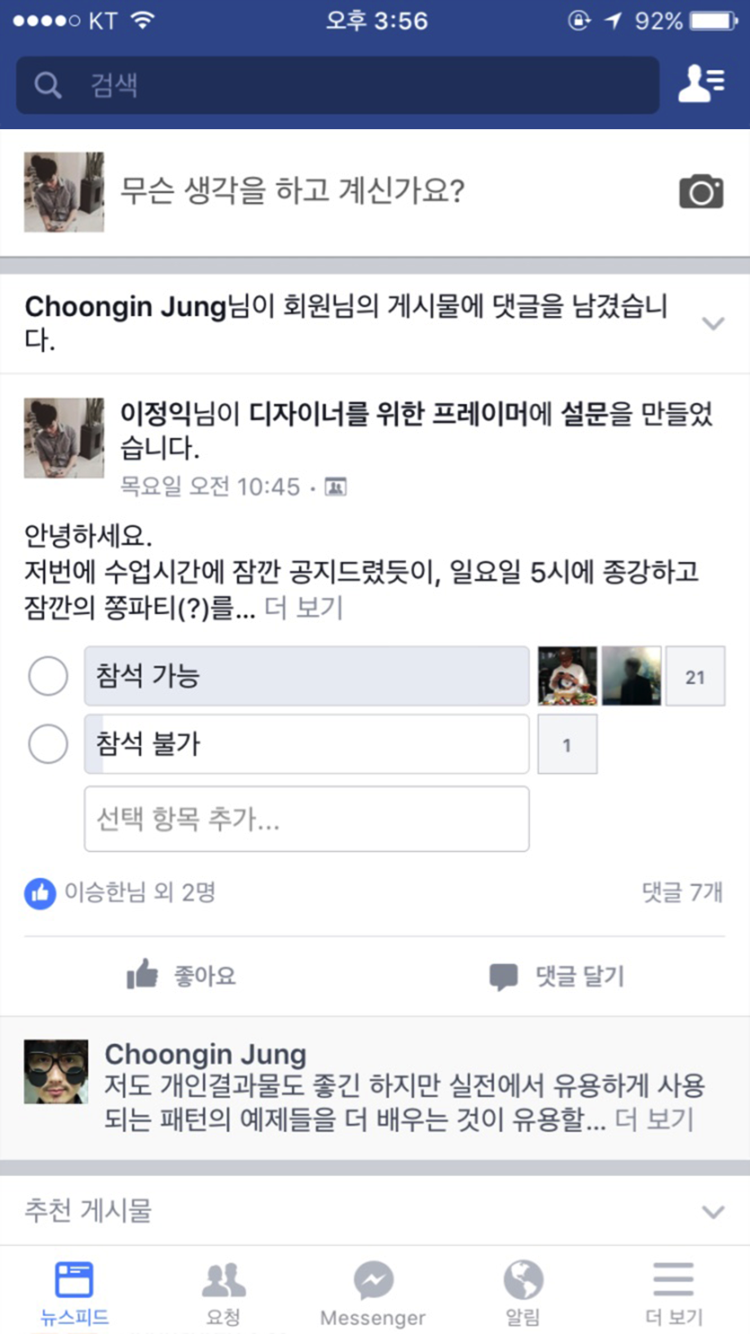 KT 오후 3:56 92%
검색
무슨 생각을 하고 계신가요?
Choongin Jung님이 회원님의 게시물에 댓글을 남겼습니
다.
이정익님이 디자이너를 위한 프레이머에 설문을 만들었
습니다.
목요일 오전 10:45 ·
안녕하세요.
저번에 수업시간에 잠깐 공지드렸듯이, 일요일 5시에 종강하고
잠깐의 쫑파티(?)를... 더 보기
참석 가능 21
참석 불가 1
선택 항목 추가...
이승한님 외 2명 댓글 7개
좋아요 댓글 달기
Choongin Jung
저도 개인결과물도 좋긴 하지만 실전에서 유용하게 사용
되는 패턴의 예제들을 더 배우는 것이 유용할... 더 보기
추천 게시물
뉴스피드 요청 Messenger 알림 더 보기